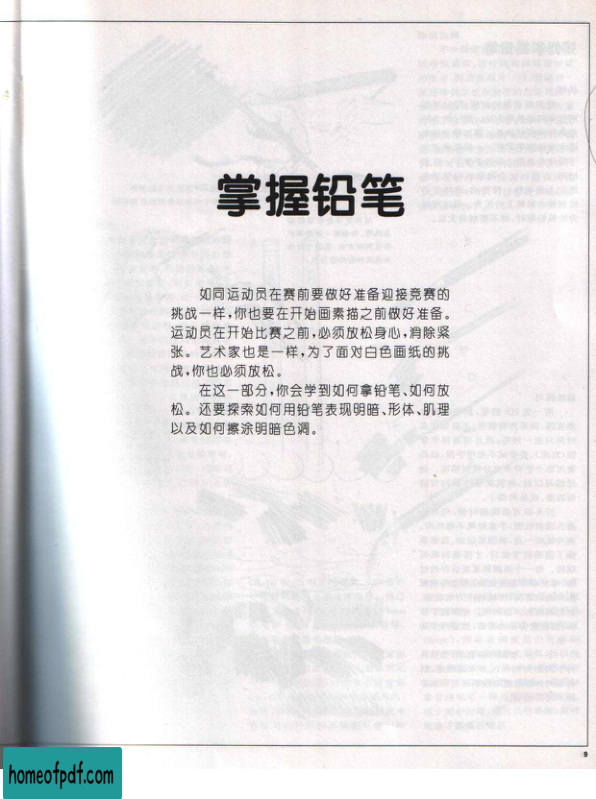 掌握铅笔
如同运动员在赛前要做好准备迎接竞赛的
挑战一样，你也要在开始画素描之前做好准备。
运动员在开始比赛之前，必须放松身心，消除紧
张。艺术家也是一样，为了面对白色画纸的挑
战，你也必须放松。
在这一部分，你会学到如何拿铅笔、如何放
松。还要探索如何用铅笔表现明暗、形体、肌理
以及如何擦涂明暗色调。
9
homeofpdf.com